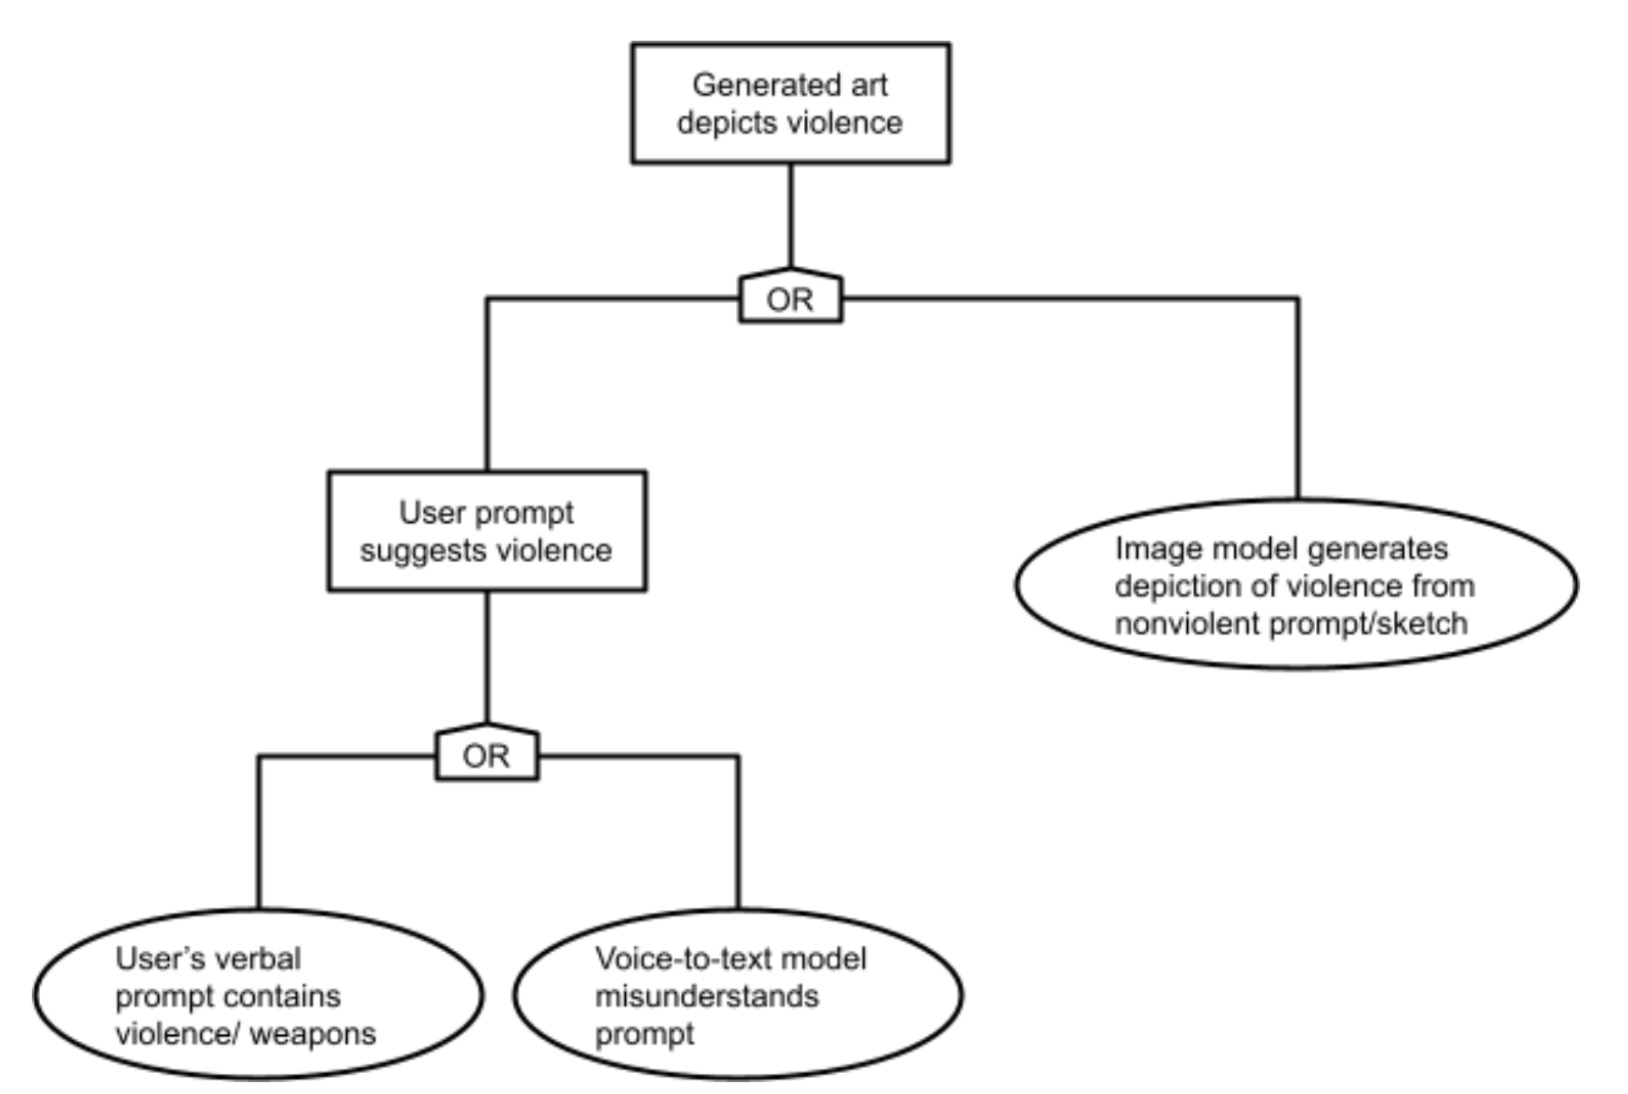 Generated art
depicts violence
OR
User prompt
suggests violence
Image model generates
depiction of violence from
nonviolent prompt/sketch
OR
User’s verbal
prompt contains
violence/ weapons
Voice-to-text model
misunderstands
prompt